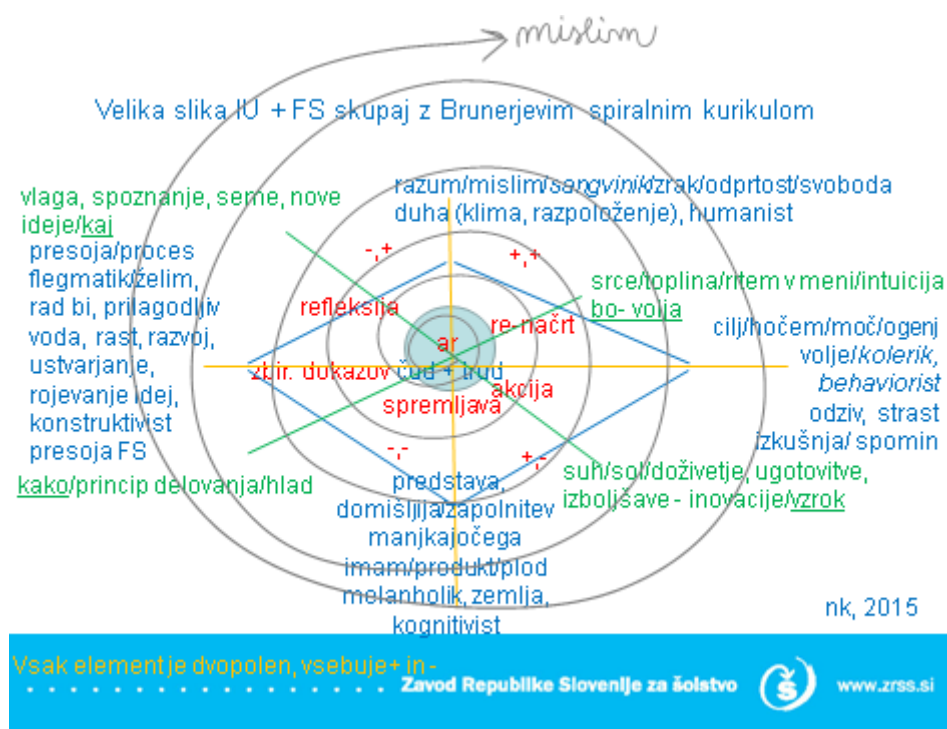 mislim
Velika slika IU + FS skupaj z Brunerjevim spiralnim kurikulom
vlaga, spoznanje, seme, nove
ideje/kaj
razum/mislim/sangvinik/zrak/odprtost/svoboda
duha (klima, razpoloženje), humanist
presoja/proces
flegmatik/želim,
rad bi, prilagodljiv
voda, rast, razvoj,
ustvarjanje,
rojevanje idej,
konstruktivist
presoja FS
-,+
+,+
refleksija
re-načrt
ar
zbir. dokazov čud + trud
akcija
spremljava
-,-
+,-
srce/toplina/ritem v meni/intuicija
bo- volja
cilj/hočem/moč/ogenj
volje/kolerik,
behaviorist
odziv, strast
izkušnja/ spomin
kako/princip delovanja/hlad
suh/sol/doživetje, ugotovitve,
izboljšave - inovacije/vzrok
predstava,
domišljija/zapolnitev
manjkajočega
imam/produkt/plod
melanholik, zemlja,
kognitivist
nk, 2015
Vsak element je dvopolen, vsebuje+ in -
Zavod Republike Slovenije za šolstvo
š
www.zrss.si